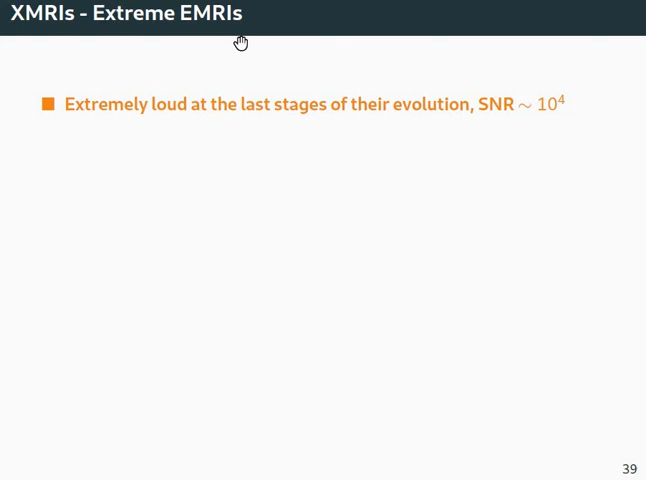 XMRIs - Extreme EMRIs
Extremely loud at the last stages of their evolution, SNR ∼ 10⁴
39